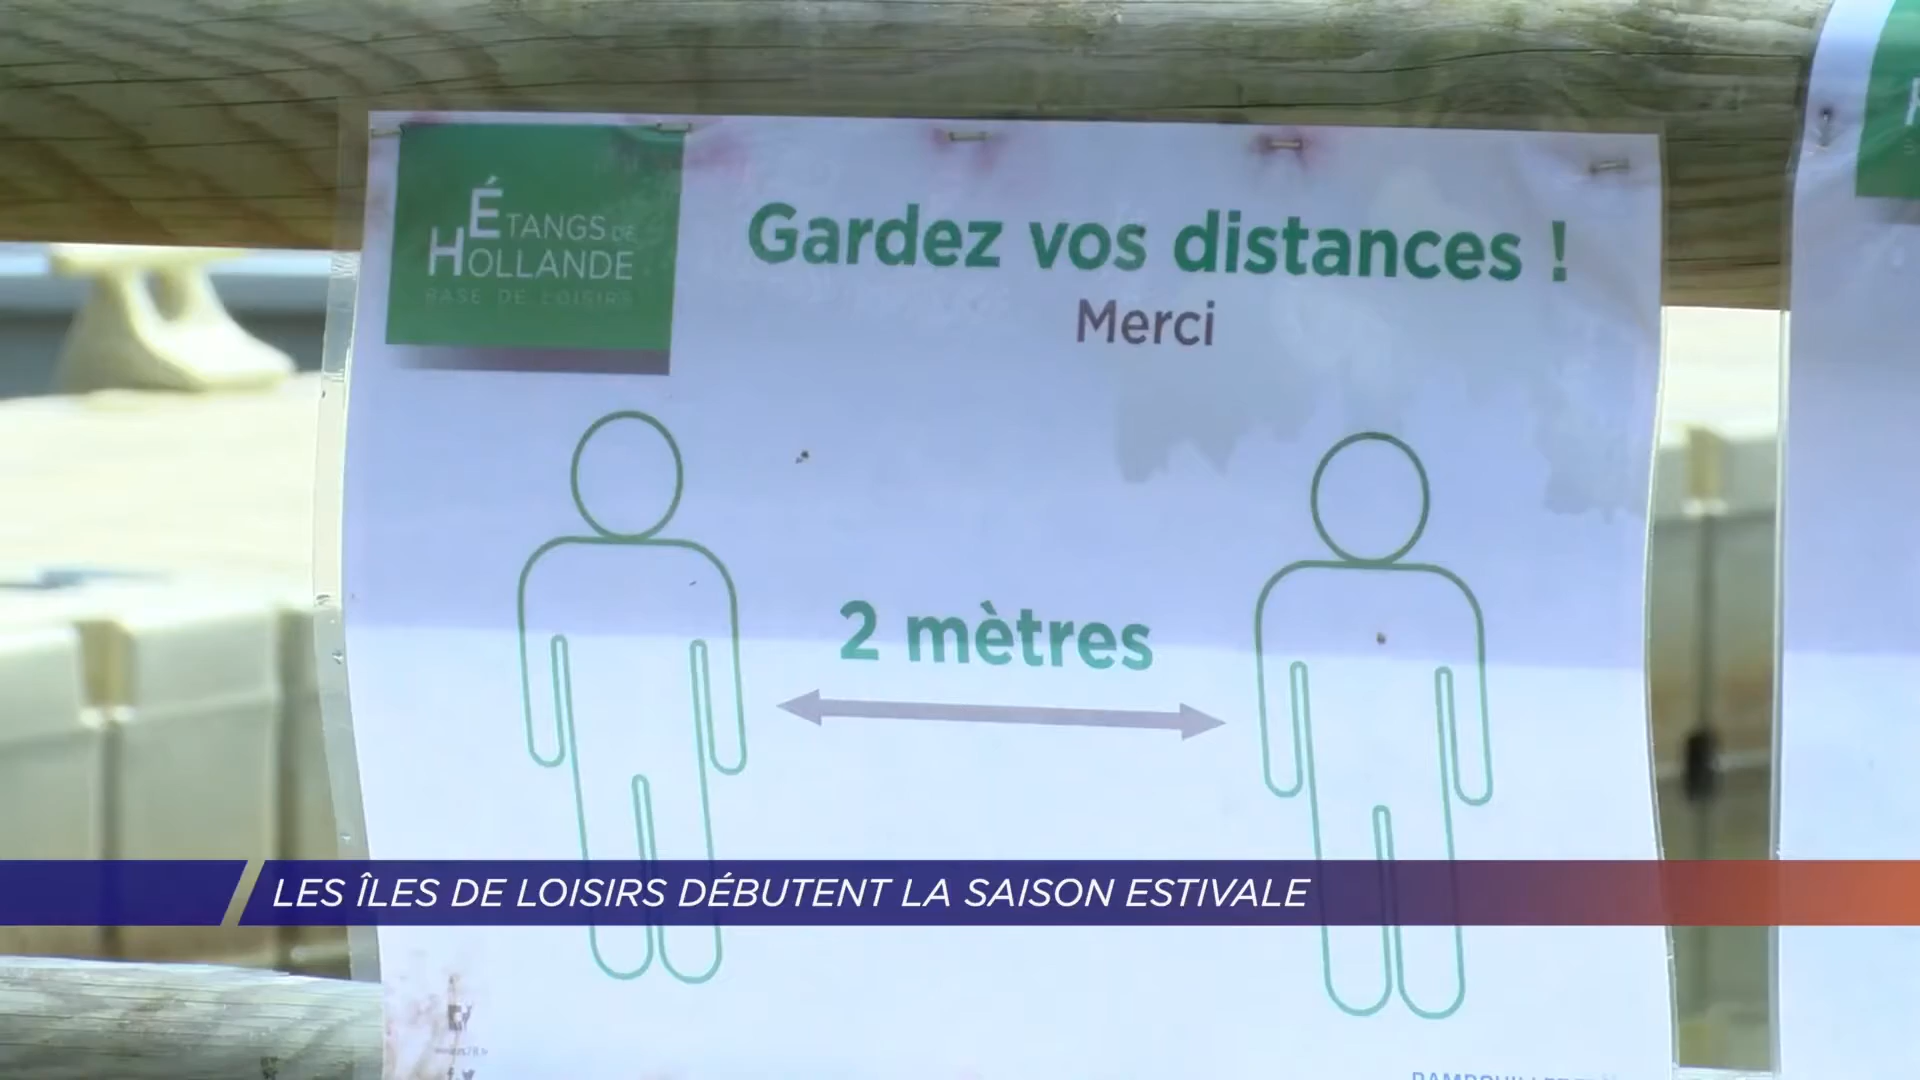 ÉTANGS DE
HOLLANDE
BASE DE LOISIRS
Gardez vos distances !
Merci
2 mètres
LES ÎLES DE LOISIRS DÉBUTENT LA SAISON ESTIVALE